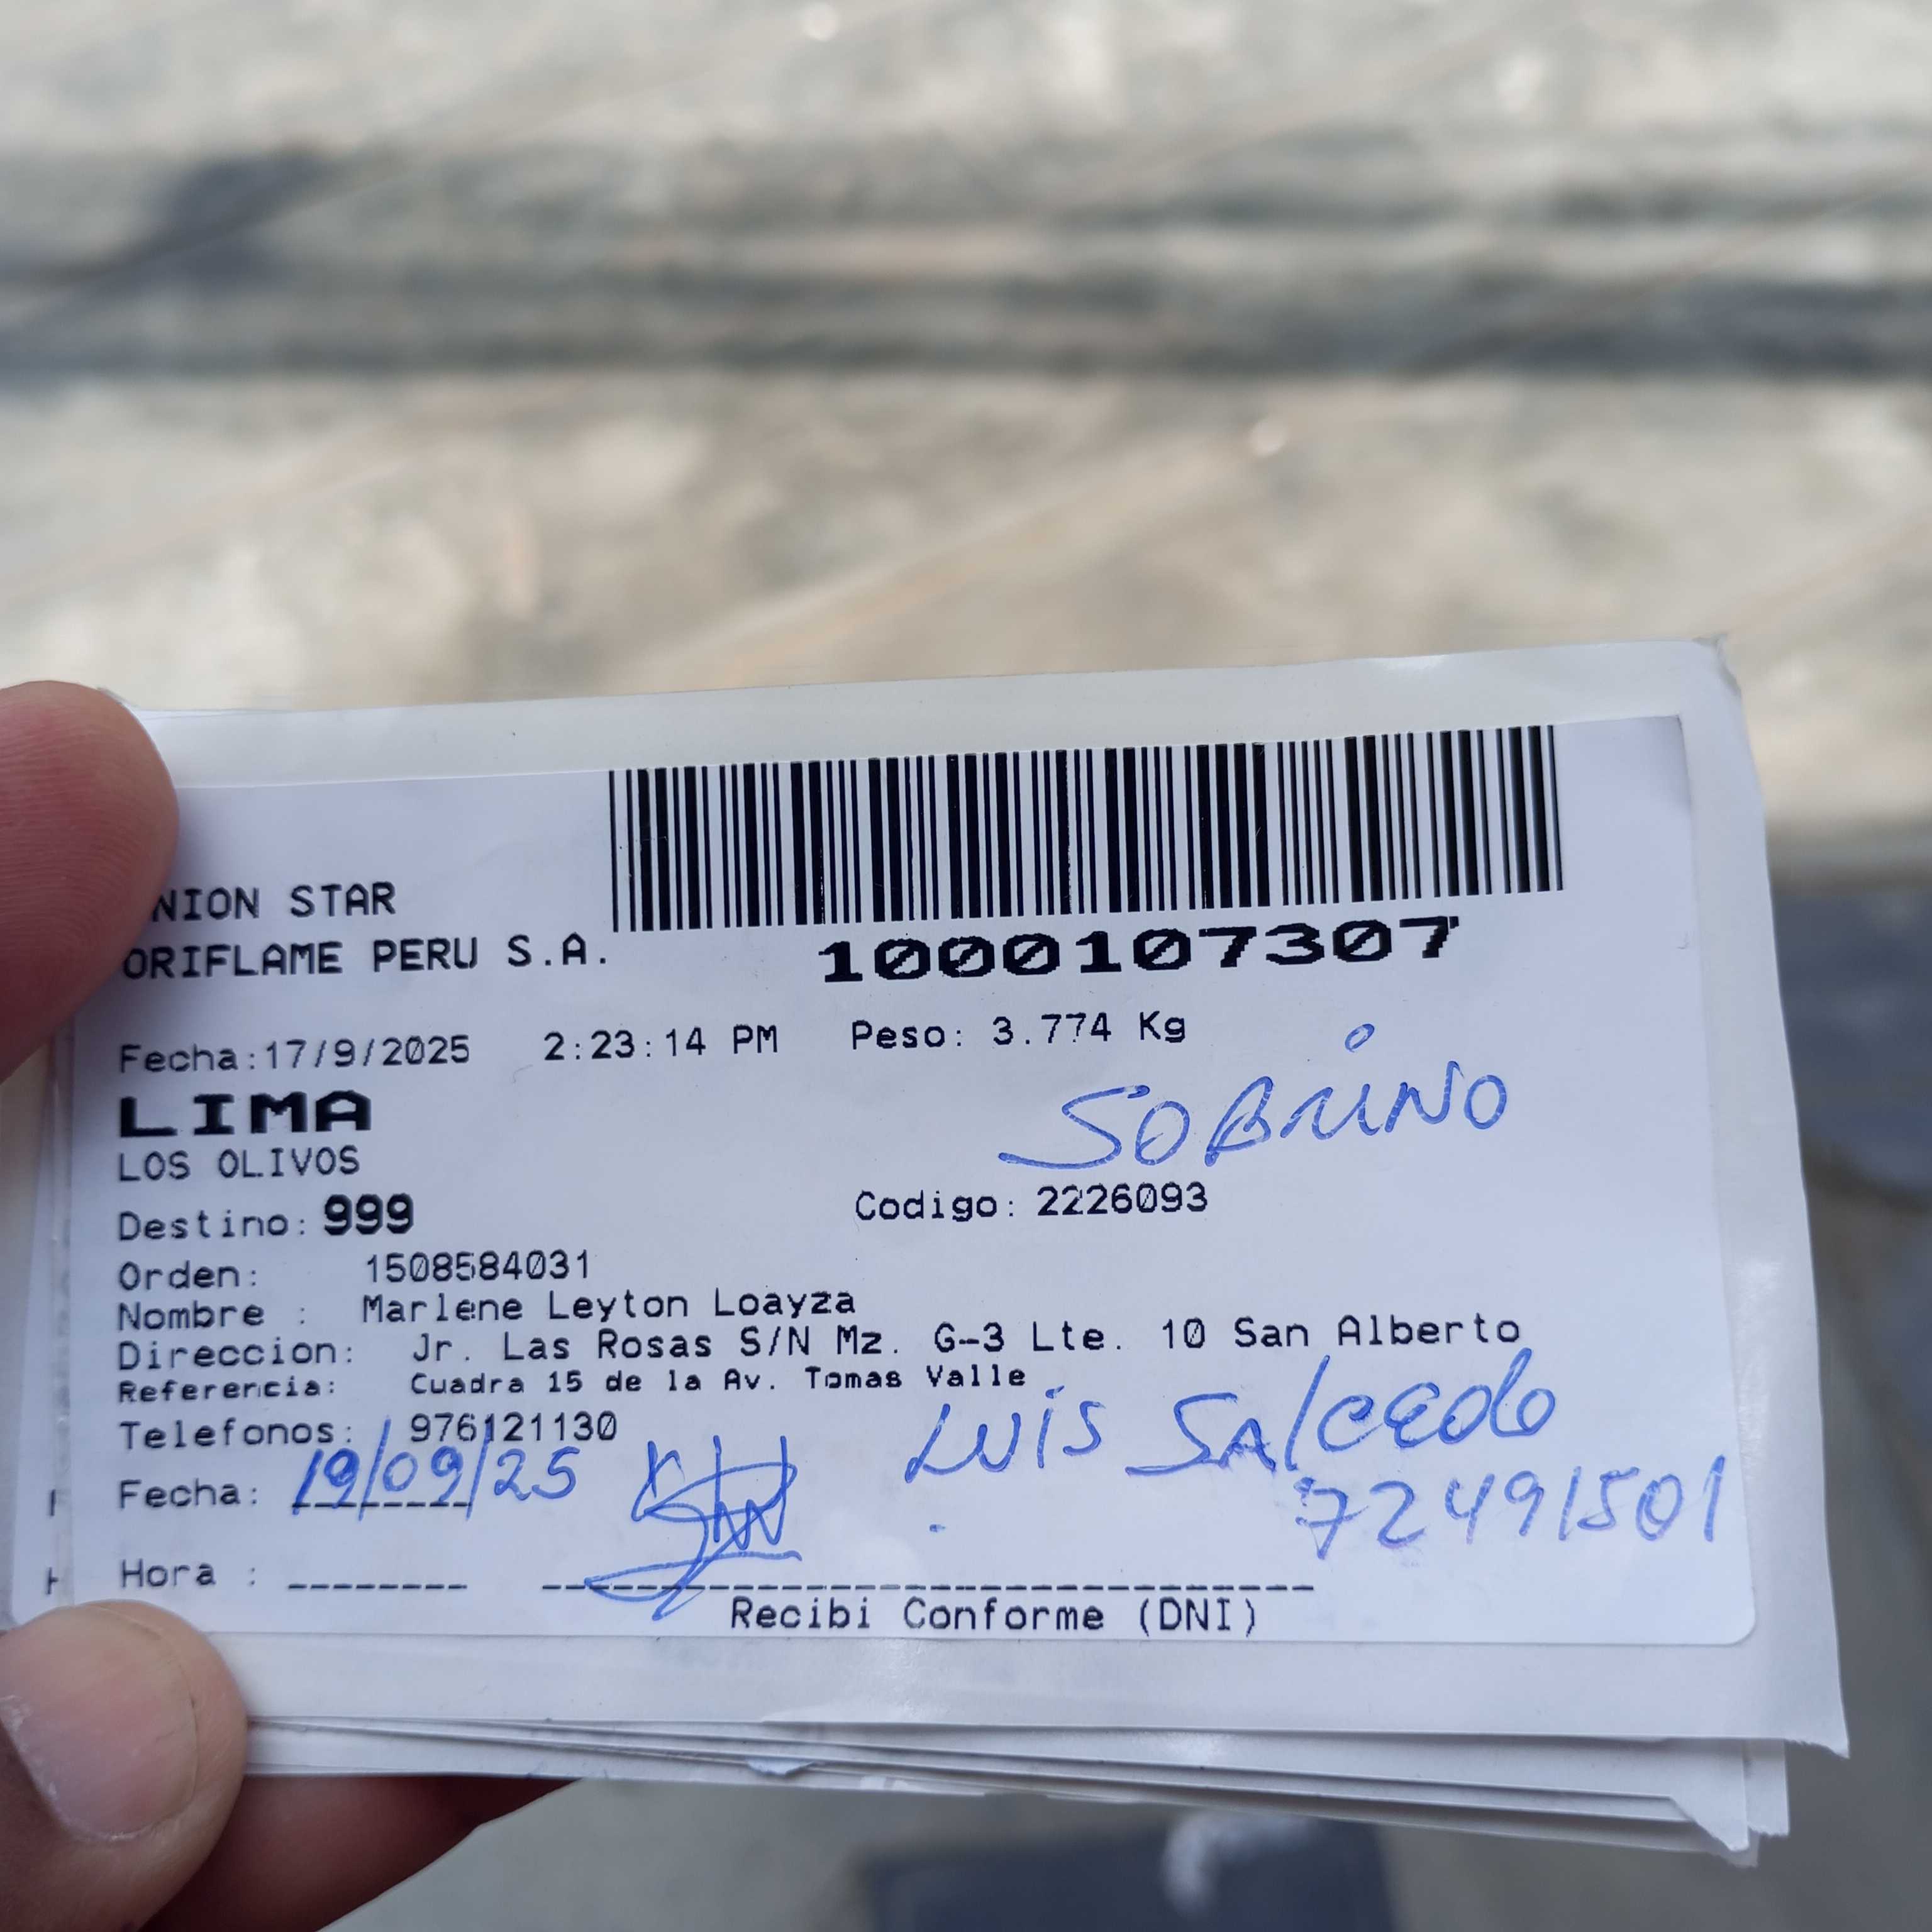 NION STAR
ORIFLAME PERU S.A.
1000107307
Fecha:17/9/2025 2:23:14 PM Peso: 3.774 Kg
LIMA
SOBRINO
LOS OLIVOS
Destino: 999 Codigo: 2226093
Orden: 1508584031
Nombre : Marlene Leyton Loayza
Direccion: Jr. Las Rosas S/N Mz. G-3 Lte. 10 San Alberto
Referencia: Cuadra 15 de la Av. Tomas Valle
Telefonos: 976121130
LUIS SAlcEdo
Fecha: 19/09/25 72491501
Hora :
Recibi Conforme (DNI)